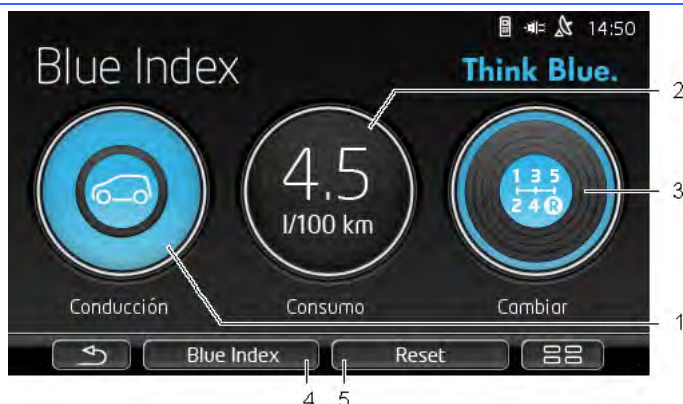 14:50
Blue Index
Think Blue.
2
4.5
l/100 km
1 3 5
2 4 R
3
Conducción
Consumo
Cambiar
1
Blue Index
Reset
4
5